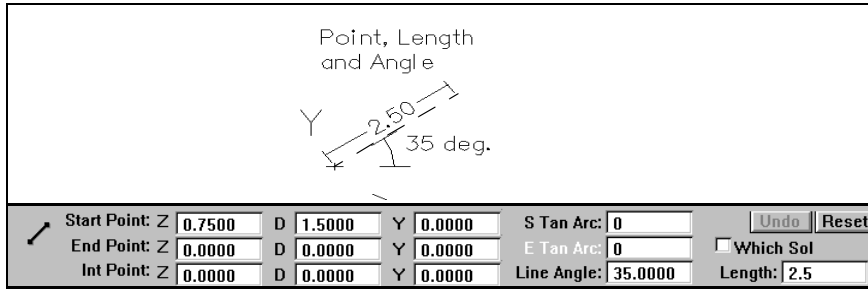 Point, Length
and Angle
2.50
Y
35 deg.
Start Point: Z 0.7500 D 1.5000 Y 0.0000 S Tan Arc: 0 Undo Reset
End Point: Z 0.0000 D 0.0000 Y 0.0000 E Tan Arc: 0 Which Sol
Int Point: Z 0.0000 D 0.0000 Y 0.0000 Line Angle: 35.0000 Length: 2.5